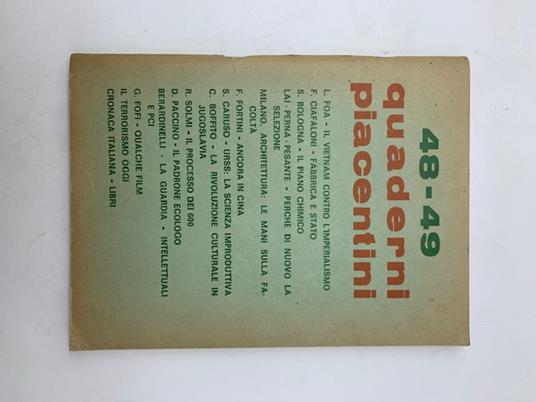 48-49
quaderni
piacentini
L. FOA - IL VIETNAM CONTRO L'IMPERIALISMO
F. CIAFALONI - FABBRICA E STATO
S. BOLOGNA - IL PIANO CHIMICO
LAI - PERNA - PESANTE - PERCHÈ DI NUOVO LA
SELEZIONE
MILANO. ARCHITETTURA: LE MANI SULLA FA-
COLTÀ
F. FORTINI - ANCORA IN CINA
S. CARUSO - URSS: LA SCIENZA IMPRODUTTIVA
C. BOFFITO - LA RIVOLUZIONE CULTURALE IN
JUGOSLAVIA
R. SOLMI - IL PROCESSO DEI 600
D. PACCINO - IL PADRONE ECOLOGO
BERARDINELLI - LA GUARDIA - INTELLETTUALI
E PCI
G. FOFI - QUALCHE FILM
IL TERRORISMO OGGI
CRONACA ITALIANA - LIBRI